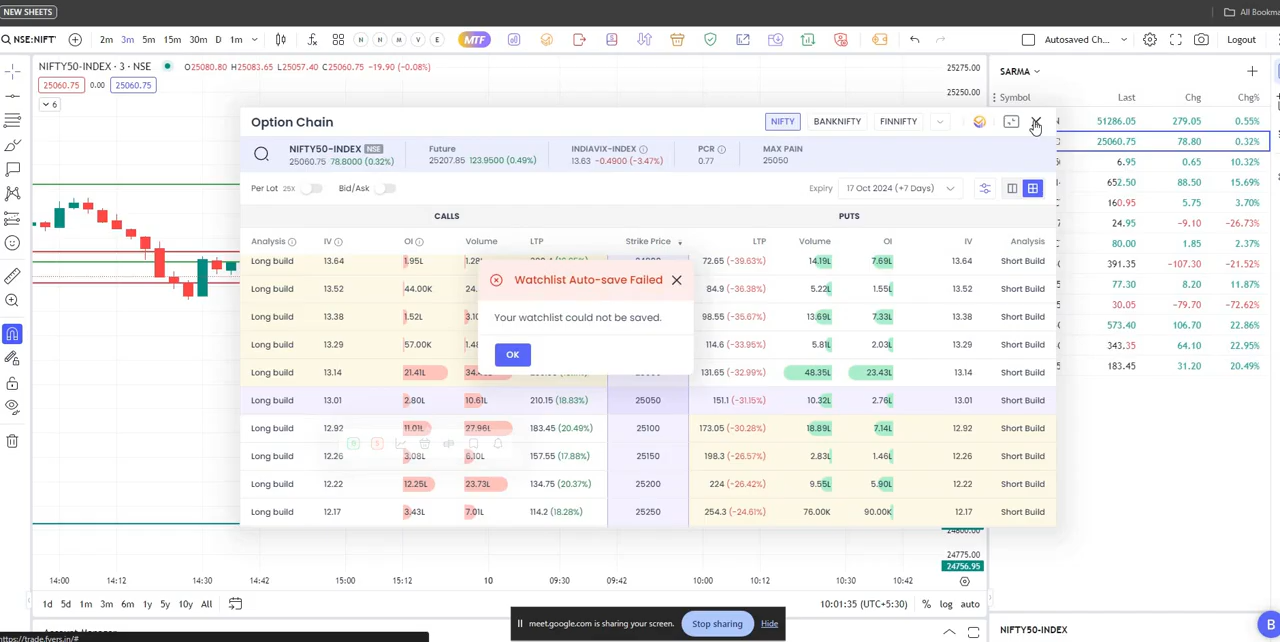 NEW SHEETS
All Bookma
NSE:NIFT
2m 3m 5m 15m 30m D 1m
N N M V E
MTF
Autosaved Ch...
Logout
NIFTY50-INDEX · 3 · NSE
O25080.80 H25083.65 L25057.40 C25060.75 -19.90 (-0.08%)
25060.75 0.00 25060.75
6
25275.00
25250.00
SARMA
Symbol Last Chg Chg%
51286.05 279.05 0.55%
25060.75 78.80 0.32%
6.95 0.65 10.32%
652.50 88.50 15.69%
160.95 5.75 3.70%
24.95 -9.10 -26.73%
80.00 1.85 2.37%
391.35 -107.30 -21.52%
77.30 8.20 11.87%
30.05 -79.70 -72.62%
573.40 106.70 22.86%
343.35 64.10 22.95%
183.45 31.20 20.49%
Option Chain
NIFTY BANKNIFTY FINNIFTY
NIFTY50-INDEX NSE
25060.75 78.8000 (0.32%)
Future
25207.85 123.9500 (0.49%)
INDIAVIX-INDEX
13.63 -0.4900 (-3.47%)
PCR
0.77
MAX PAIN
25050
Per Lot 25X Bid/Ask
Expiry 17 Oct 2024 (+7 Days)
CALLS PUTS
Analysis IV OI Volume LTP Strike Price LTP Volume OI IV Analysis
Long build 13.64 1.95L 72.65 (-39.63%) 14.19L 7.69L 13.64 Short Build
Long build 13.52 44.00K 84.9 (-36.38%) 5.22L 1.55L 13.52 Short Build
Long build 13.38 1.52L 98.55 (-35.67%) 13.69L 7.33L 13.38 Short Build
Long build 13.29 57.00K 114.6 (-33.95%) 5.81L 2.03L 13.29 Short Build
Long build 13.14 21.41L 131.65 (-32.99%) 48.35L 23.43L 13.14 Short Build
Long build 13.01 2.80L 10.61L 210.15 (18.83%) 25050 151.1 (-31.15%) 10.32L 2.76L 13.01 Short Build
Long build 12.92 11.01L 27.96L 183.45 (20.49%) 25100 173.05 (-30.28%) 18.89L 7.14L 12.92 Short Build
Long build 12.26 3.08L 6.10L 157.55 (17.88%) 25150 198.3 (-26.57%) 2.83L 1.46L 12.26 Short Build
Long build 12.22 12.25L 23.73L 134.75 (20.37%) 25200 224 (-26.42%) 9.55L 5.90L 12.22 Short Build
Long build 12.17 3.43L 7.01L 114.2 (18.28%) 25250 254.3 (-24.61%) 76.00K 90.00K 12.17 Short Build
Watchlist Auto-save Failed
Your watchlist could not be saved.
OK
24775.00
24756.95
14:00 14:12 14:30 14:42 15:00 15:12 10 09:30 09:42 10:00 10:12 10:30 10:42
1d 5d 1m 3m 6m 1y 5y 10y All
10:01:35 (UTC+5:30) % log auto
meet.google.com is sharing your screen. Stop sharing Hide
NIFTY50-INDEX
B
https://trade.fyers.in/#